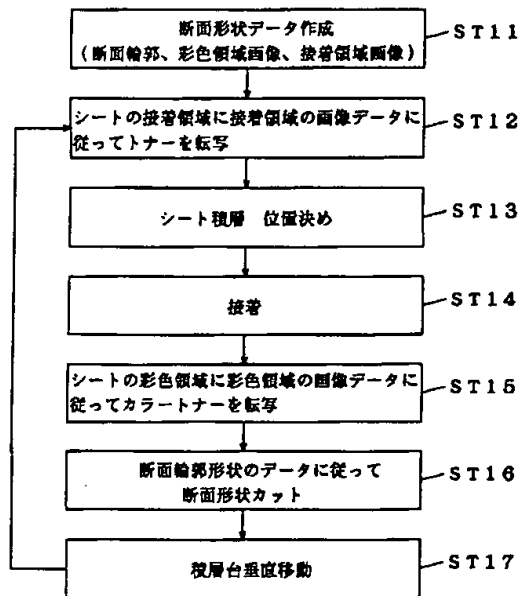 断面形状データ作成
(断面輪郭、彩色領域画像、接着領域画像)
ST11
シートの接着領域に接着領域の画像データに
従ってトナーを転写
ST12
シート積層 位置決め
ST13
接着
ST14
シートの彩色領域に彩色領域の画像データに
従ってカラートナーを転写
ST15
断面輪郭形状のデータに従って
断面形状カット
ST16
積層台垂直移動
ST17